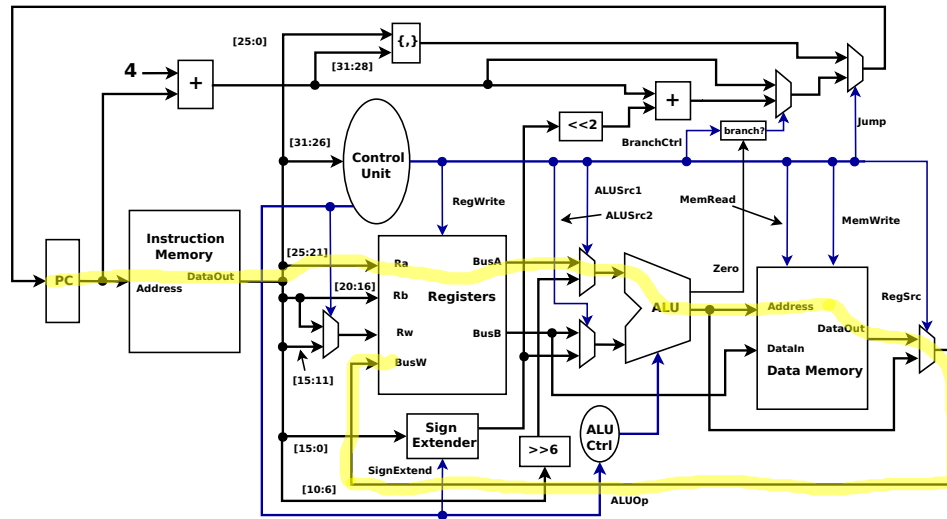 [25:0]
{,}
[31:28]
4
+
+
<<2
branch?
BranchCtrl
Jump
[31:26]
Control
Unit
ALUSrc1
RegWrite
ALUSrc2
MemRead
MemWrite
Instruction
Memory
[25:21]
PC
DataOut
Address
Ra
BusA
[20:16]
Rb
Registers
Rw
BusB
BusW
[15:11]
Zero
ALU
Address
RegSrc
DataOut
DataIn
Data Memory
Sign
Extender
[15:0]
ALU
Ctrl
>>6
SignExtend
[10:6]
ALUOp